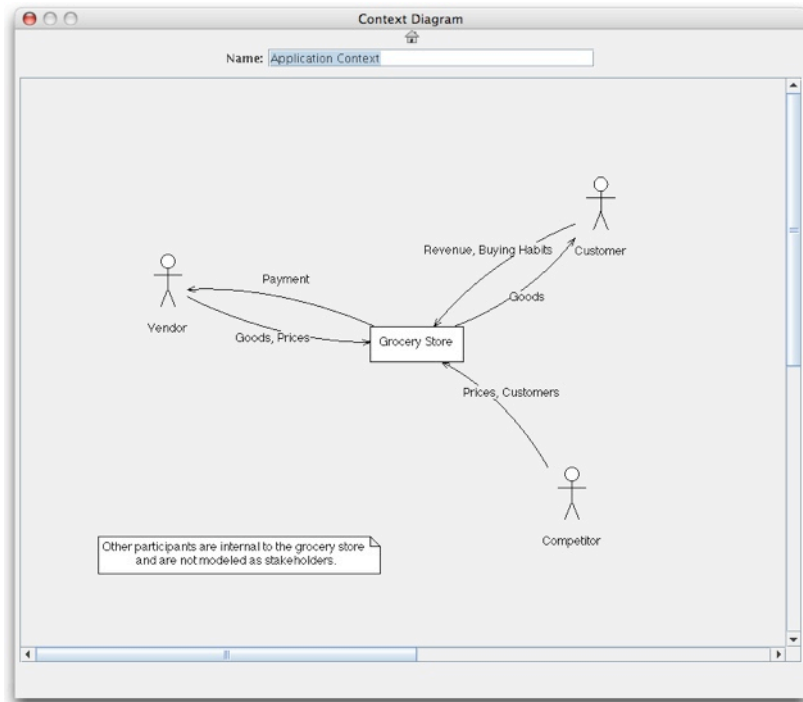 Context Diagram
Name: Application Context
Customer
Revenue, Buying Habits
Goods
Payment
Vendor
Goods, Prices
Grocery Store
Prices, Customers
Competitor
Other participants are internal to the grocery store
and are not modeled as stakeholders.